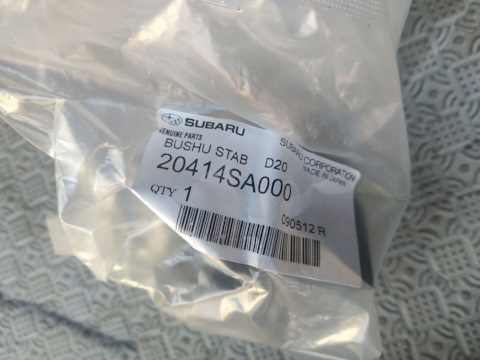 SUBARU
GENUINE PARTS
SUBARU CORPORATION
MADE IN JAPAN
BUSHU STAB D20
20414SA000
QTY 1
090512 R